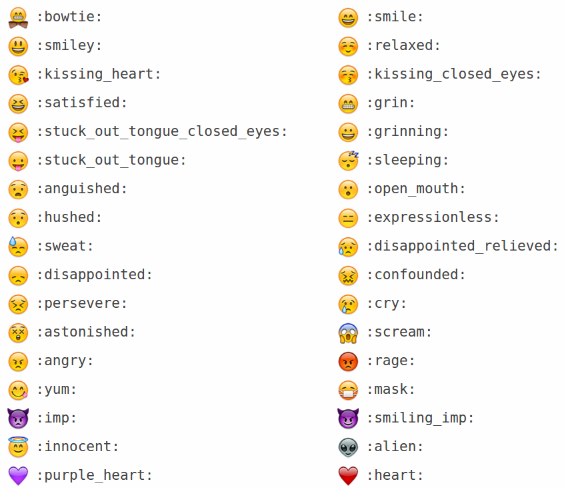 :bowtie: :smile:
:smiley: :relaxed:
:kissing_heart: :kissing_closed_eyes:
:satisfied: :grin:
:stuck_out_tongue_closed_eyes: :grinning:
:stuck_out_tongue: :sleeping:
:anguished: :open_mouth:
:hushed: :expressionless:
:sweat: :disappointed_relieved:
:disappointed: :confounded:
:persevere: :cry:
:astonished: :scream:
:angry: :rage:
:yum: :mask:
:imp: :smiling_imp:
:innocent: :alien:
:purple_heart: :heart: